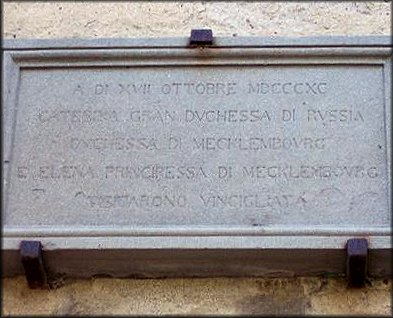 A DI XVII OTTOBRE MDCCCXC
CATERINA GRAN DVCHESSA DI RVSSIA
DVCHESSA DI MECKLEMBOVRG
E ELENA PRINCIPESSA DI MECKLEMBOVRG
VISITARONO VINCIGLIATA